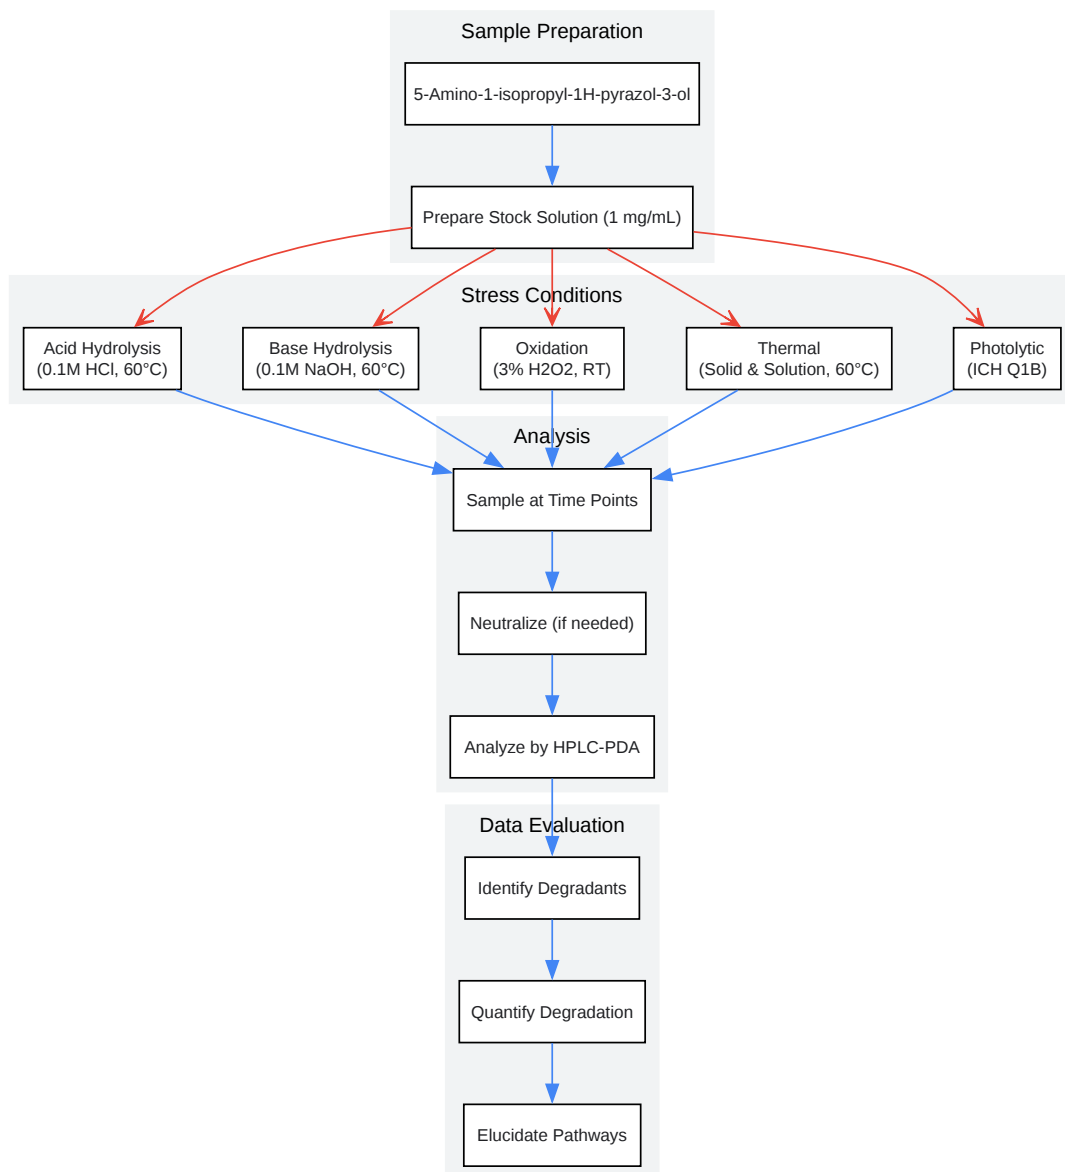 Sample Preparation
5-Amino-1-isopropyl-1H-pyrazol-3-ol
Prepare Stock Solution (1 mg/mL)
Stress Conditions
Acid Hydrolysis
(0.1M HCl, 60°C)
Base Hydrolysis
(0.1M NaOH, 60°C)
Oxidation
(3% H2O2, RT)
Thermal
(Solid & Solution, 60°C)
Photolytic
(ICH Q1B)
Analysis
Sample at Time Points
Neutralize (if needed)
Analyze by HPLC-PDA
Data Evaluation
Identify Degradants
Quantify Degradation
Elucidate Pathways